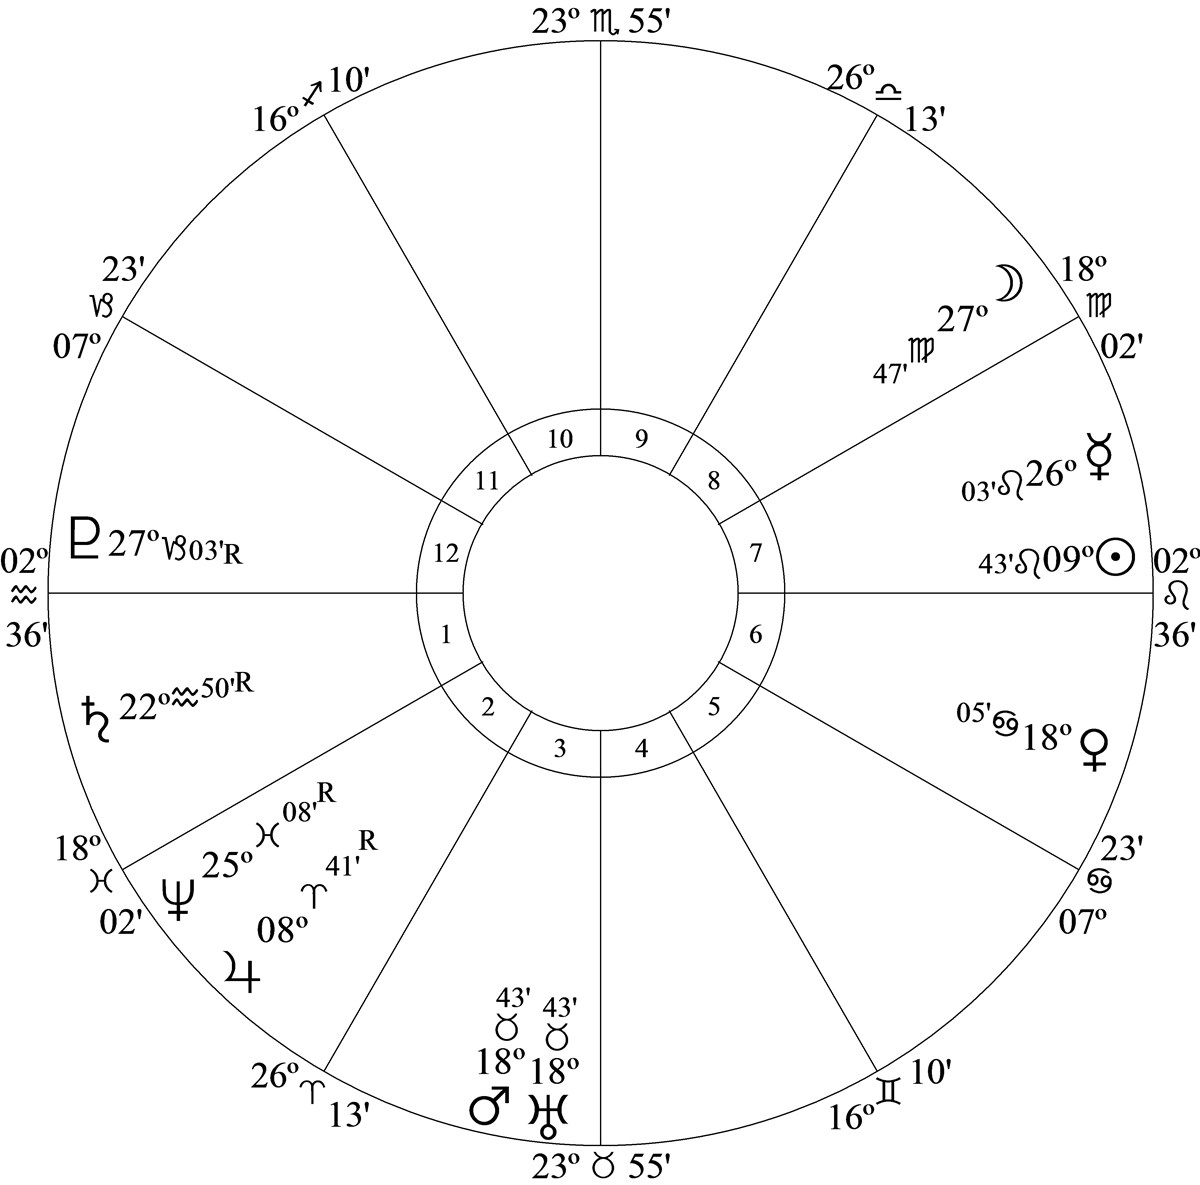 23º ♏ 55'
26º ♎ 13'
18º ♍ 02'
02º ♌ 36'
23' ♋ 07º
10' ♊ 16º
23º ♉ 55'
26º ♈ 13'
18º ♓ 02'
02º ♒ 36'
23' ♑ 07º
16º ♐ 10'
☽ 27º ♍ 47'
☿ 26º ♌ 03'
☉ 09º ♌ 43'
♀ 18º ♋ 05'
♅ 18º ♉ 43'
♂ 18º ♉ 43'
♃ 08º ♈ 41' R
♆ 25º ♓ 08' R
♄ 22º ♒ 50' R
♇ 27º ♑ 03' R
1
2
3
4
5
6
7
8
9
10
11
12